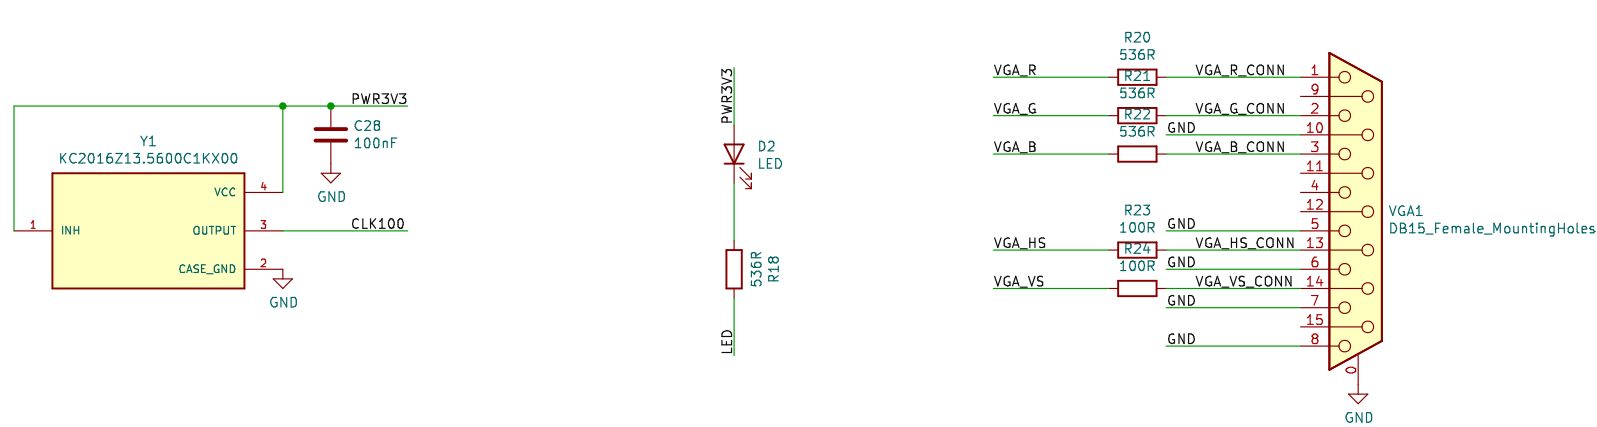 PWR3V3
C28
100nF
GND
Y1
KC2016Z13.5600C1KX00
VCC
4
1
INH
OUTPUT
3
CLK100
CASE_GND
2
GND
PWR3V3
D2
LED
536R
R18
LED
R20
536R
VGA_R
R21
VGA_R_CONN
1
536R
9
VGA_G
R22
VGA_G_CONN
2
536R
GND
10
VGA_B
VGA_B_CONN
3
11
4
12
R23
100R
GND
5
VGA_HS
R24
VGA_HS_CONN
13
100R
GND
6
VGA_VS
VGA_VS_CONN
14
GND
7
15
GND
8
0
GND
VGA1
DB15_Female_MountingHoles